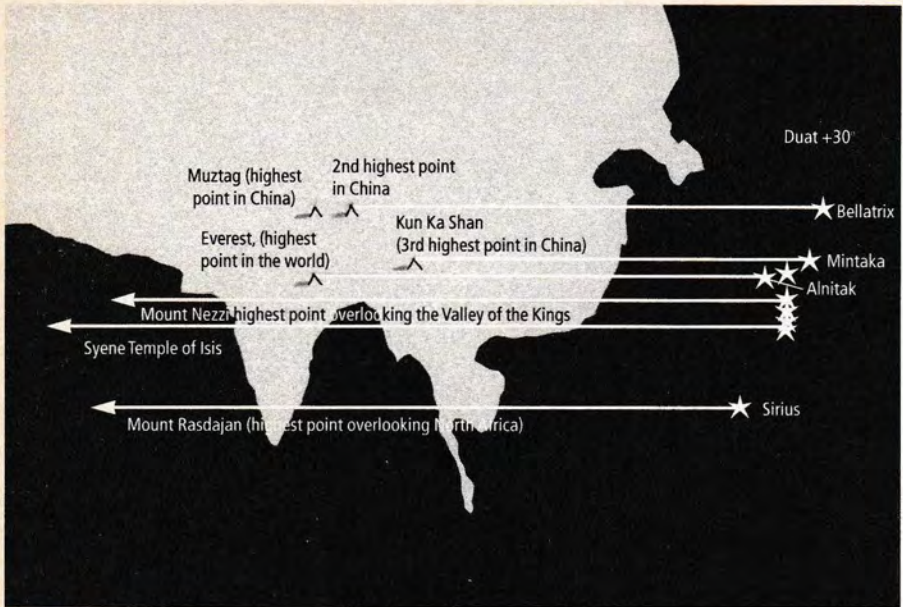 Duat +30°
Muztag (highest
point in China)
2nd highest point
in China
Bellatrix
Kun Ka Shan
(3rd highest point in China)
Everest, (highest
point in the world)
Mintaka
Alnitak
Mount Nezzi highest point overlooking the Valley of the Kings
Syene Temple of Isis
Sirius
Mount Rasdajan (highest point overlooking North Africa)